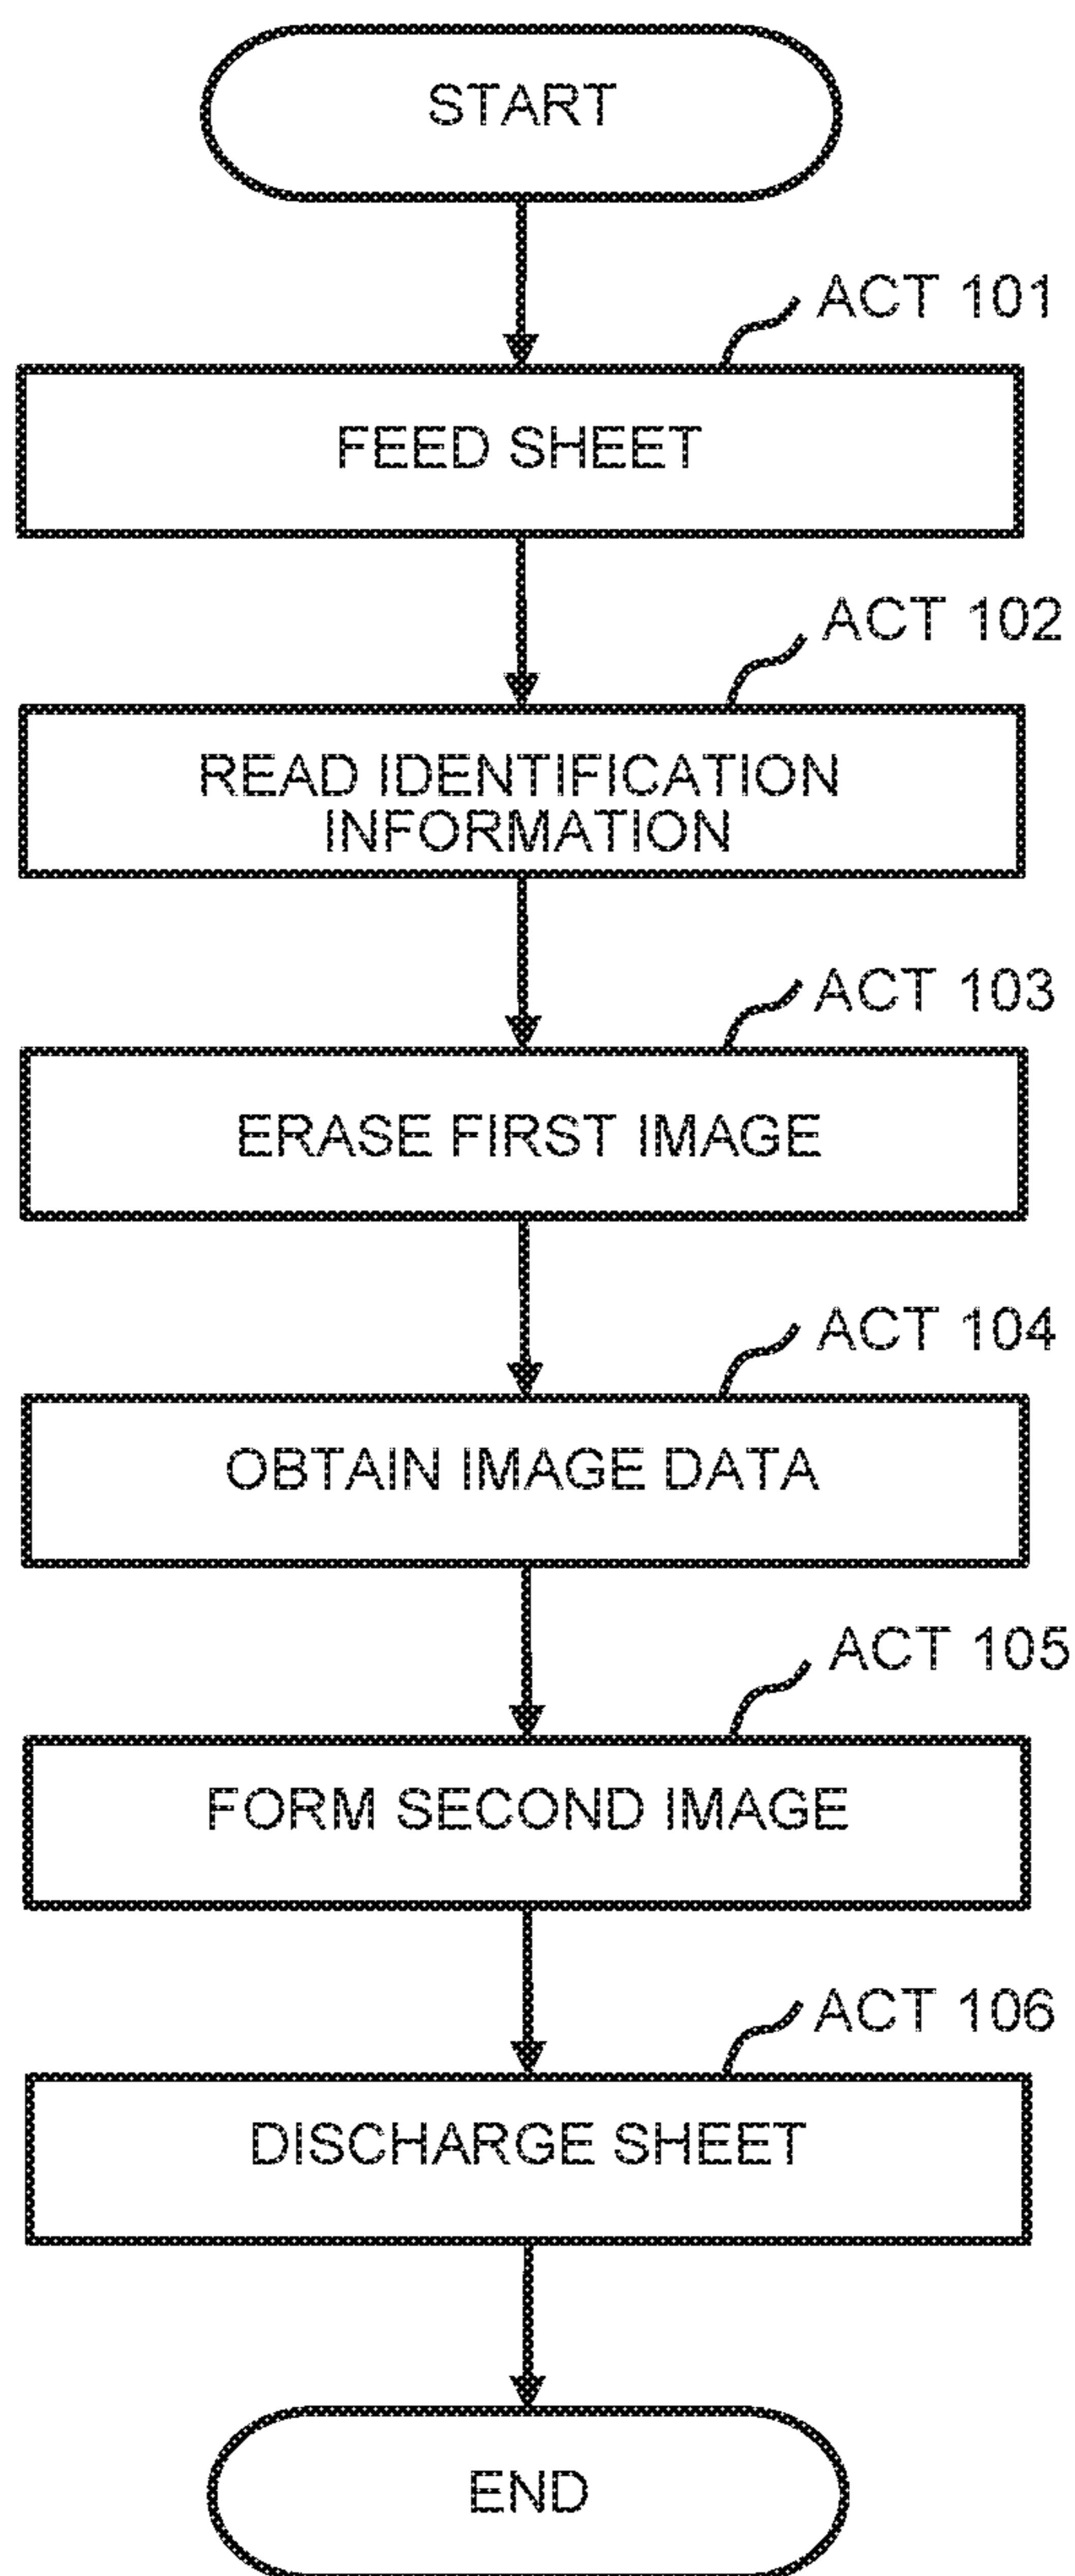 START
ACT 101
FEED SHEET
ACT 102
READ IDENTIFICATION
INFORMATION
ACT 103
ERASE FIRST IMAGE
ACT 104
OBTAIN IMAGE DATA
ACT 105
FORM SECOND IMAGE
ACT 106
DISCHARGE SHEET
END